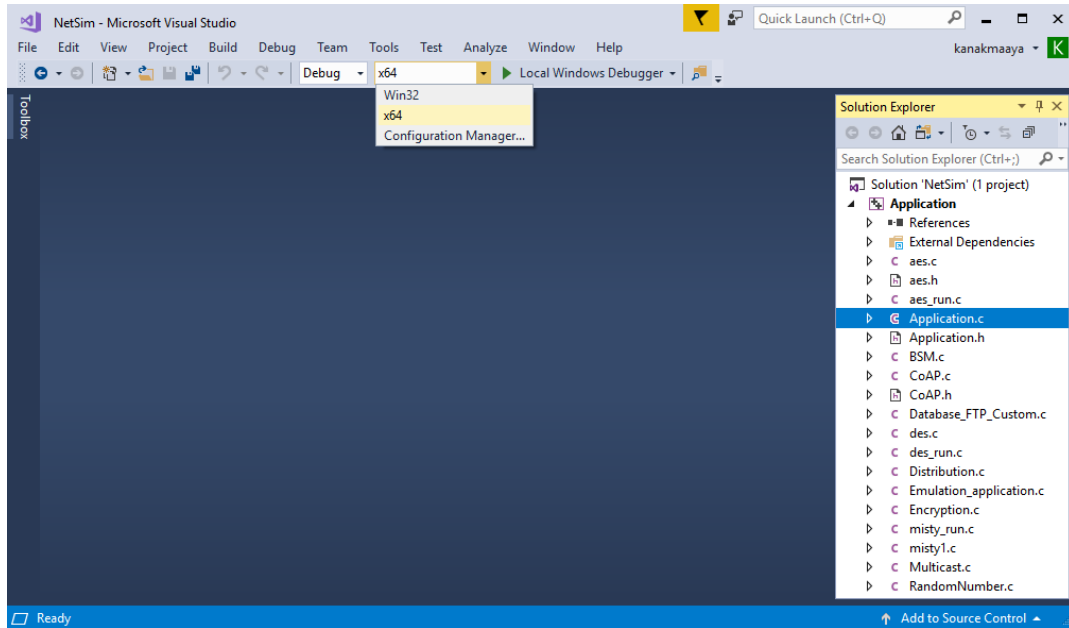 NetSim - Microsoft Visual Studio
Quick Launch (Ctrl+Q)
File Edit View Project Build Debug Team Tools Test Analyze Window Help
kanakmaaya K
Debug x64 Local Windows Debugger
Win32
x64
Configuration Manager...
Toolbox
Solution Explorer
Search Solution Explorer (Ctrl+;)
Solution 'NetSim' (1 project)
Application
References
External Dependencies
C aes.c
h aes.h
C aes_run.c
C Application.c
h Application.h
C BSM.c
C CoAP.c
h CoAP.h
C Database_FTP_Custom.c
C des.c
C des_run.c
C Distribution.c
C Emulation_application.c
C Encryption.c
C misty_run.c
C misty1.c
C Multicast.c
C RandomNumber.c
Ready
Add to Source Control